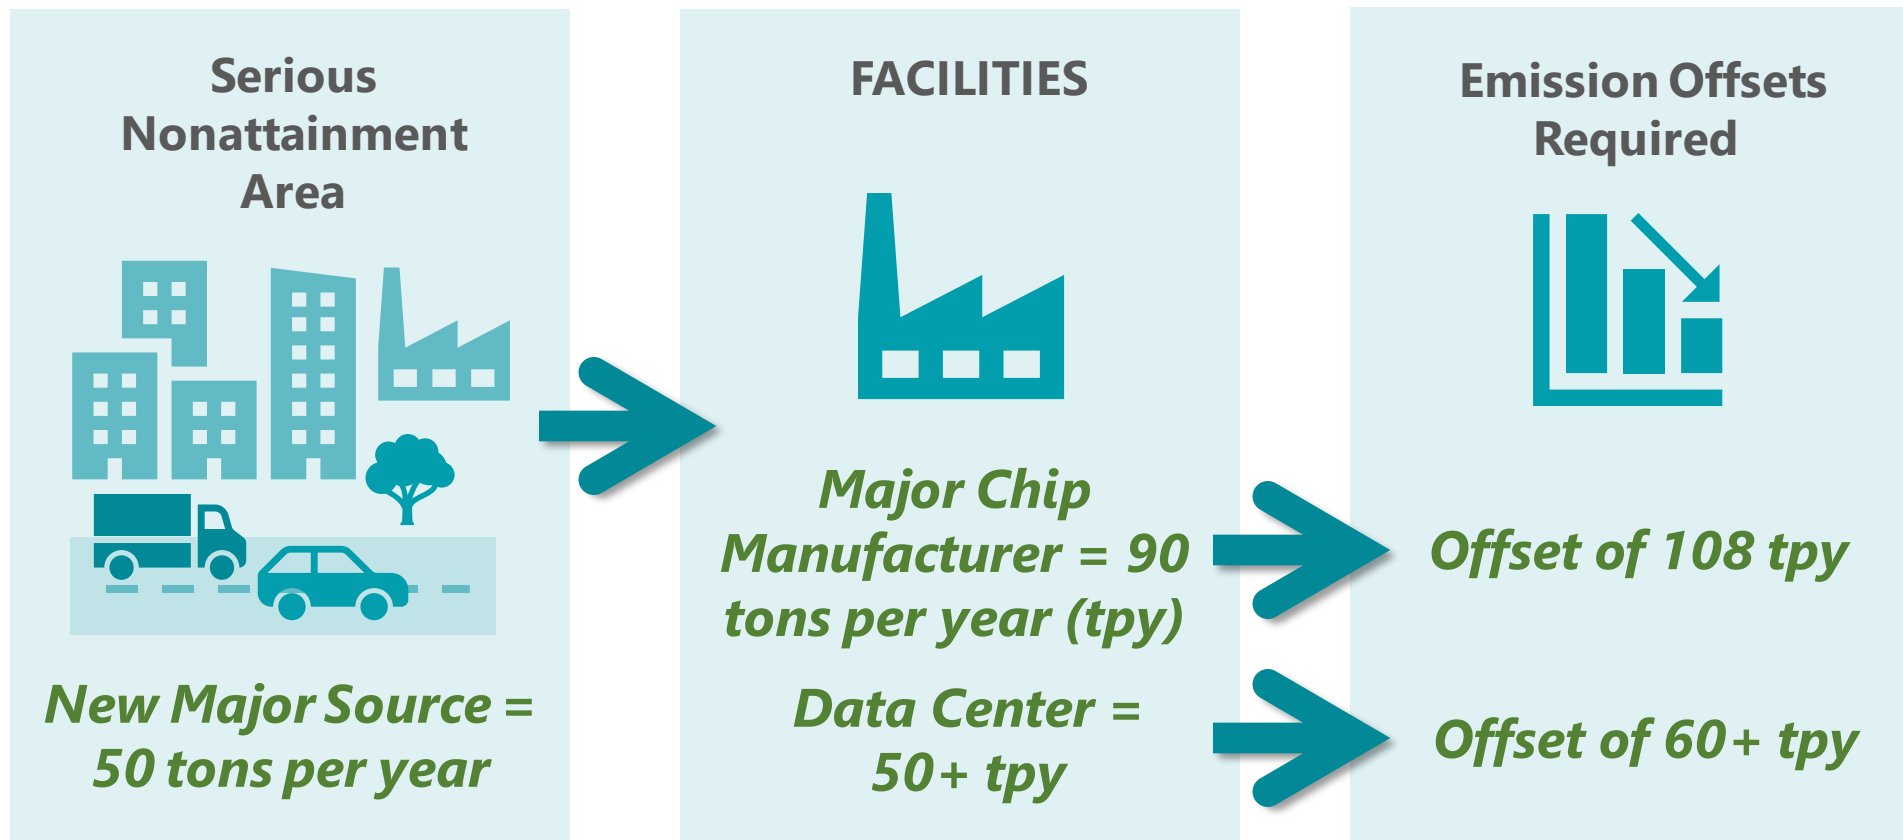 Serious
Nonattainment
Area
New Major Source =
50 tons per year
FACILITIES
Major Chip
Manufacturer = 90
tons per year (tpy)
Data Center =
50+ tpy
Emission Offsets
Required
Offset of 108 tpy
Offset of 60+ tpy